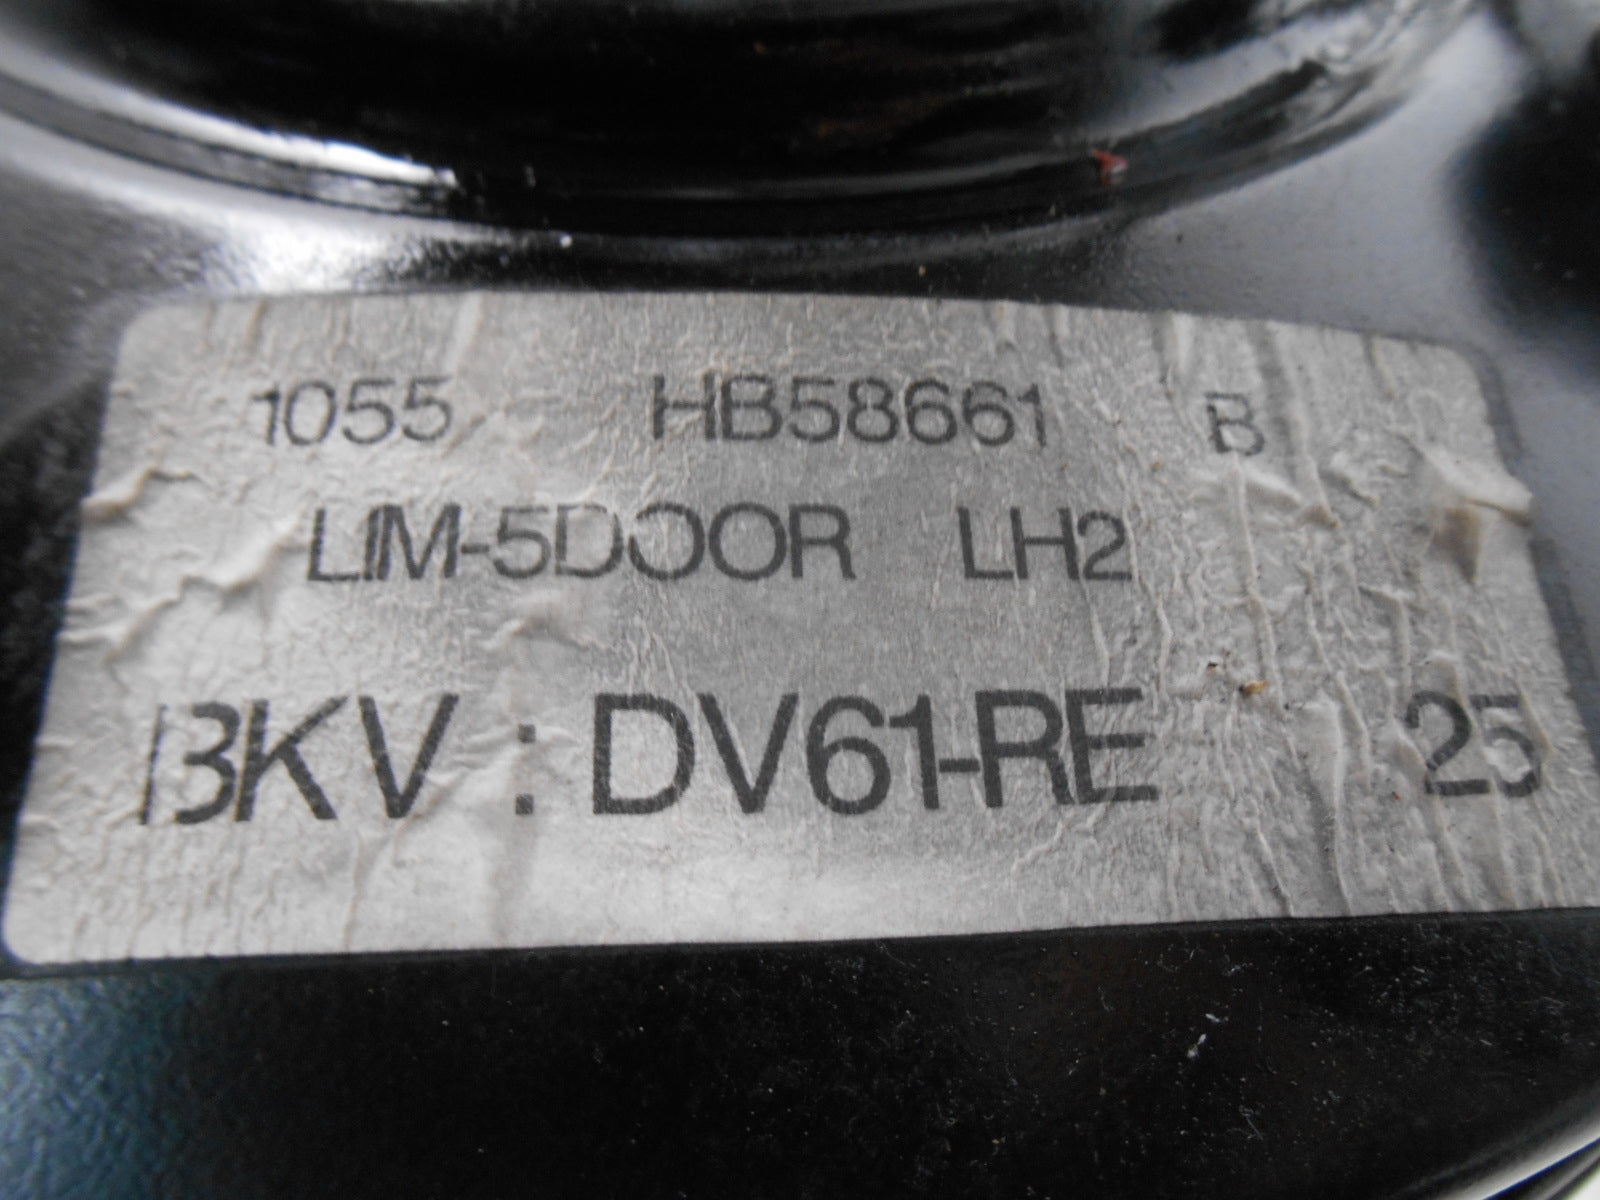 1055 HB58661 B
LIM-5DOOR LH2
BKV : DV61-RE 25